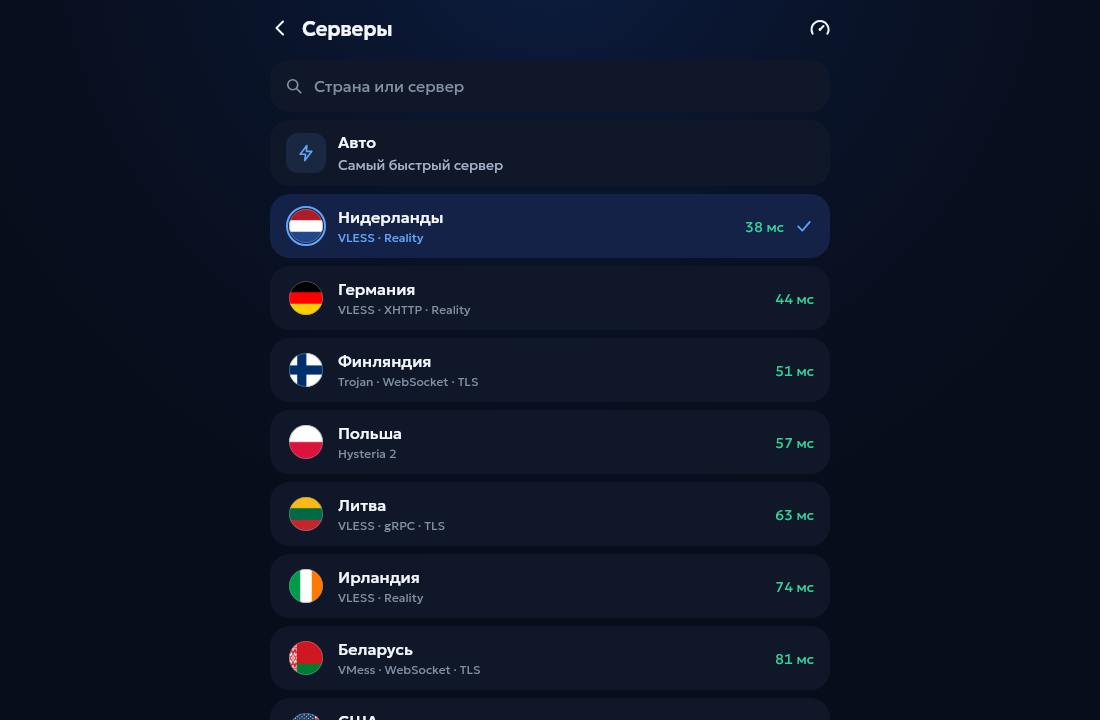 Серверы
Страна или сервер
Авто
Самый быстрый сервер
Нидерланды
VLESS · Reality
38 мс
Германия
VLESS · XHTTP · Reality
44 мс
Финляндия
Trojan · WebSocket · TLS
51 мс
Польша
Hysteria 2
57 мс
Литва
VLESS · gRPC · TLS
63 мс
Ирландия
VLESS · Reality
74 мс
Беларусь
VMess · WebSocket · TLS
81 мс
США